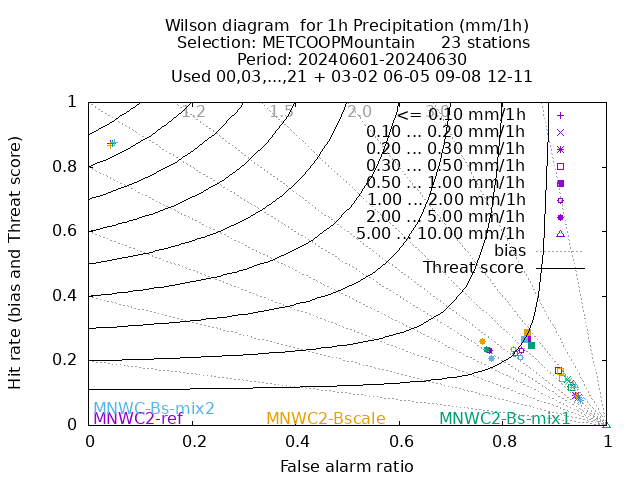 Wilson diagram  for 1h Precipitation (mm/1h)
Selection: METCOOPMountain     23 stations
Period: 20240601-20240630
Used 00,03,...,21 + 03-02 06-05 09-08 12-11
1.2 1.5 2.0 3.0
<= 0.10 mm/1h
0.10 ... 0.20 mm/1h
0.20 ... 0.30 mm/1h
0.30 ... 0.50 mm/1h
0.50 ... 1.00 mm/1h
1.00 ... 2.00 mm/1h
2.00 ... 5.00 mm/1h
5.00 ... 10.00 mm/1h
bias
Threat score
Hit rate (bias and Threat score)
1
0.8
0.6
0.4
0.2
0
MNWC-Bs-mix2
MNWC2-ref MNWC2-Bscale MNWC2-Bs-mix1
0 0.2 0.4 0.6 0.8 1
False alarm ratio